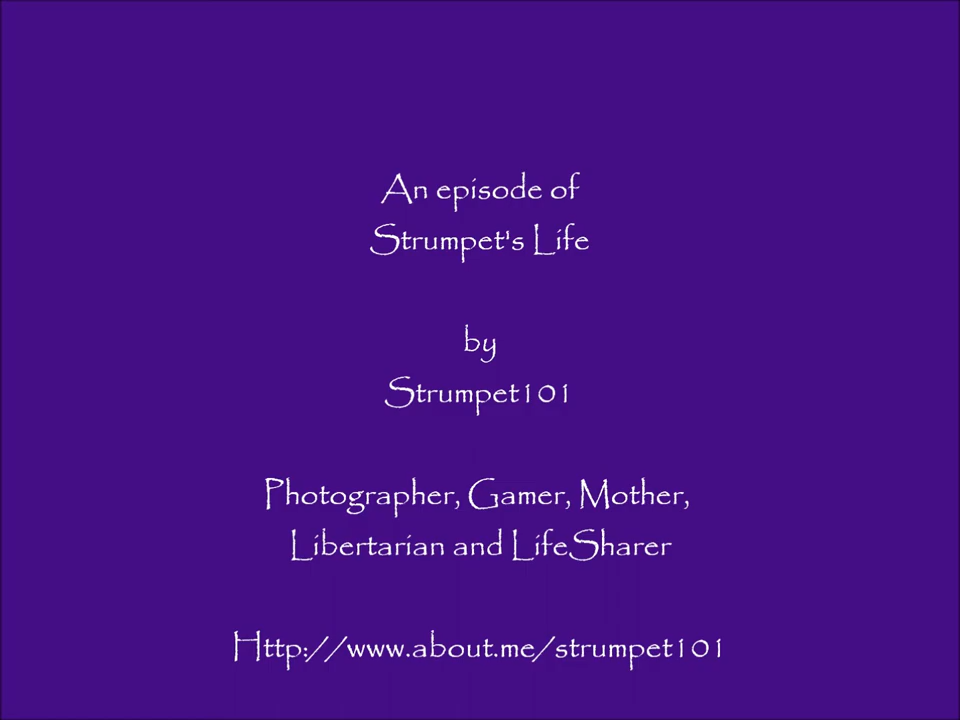 An episode of
Strumpet's Life
by
Strumpet101
Photographer, Gamer, Mother,
Libertarian and LifeSharer
Http://www.about.me/strumpet101